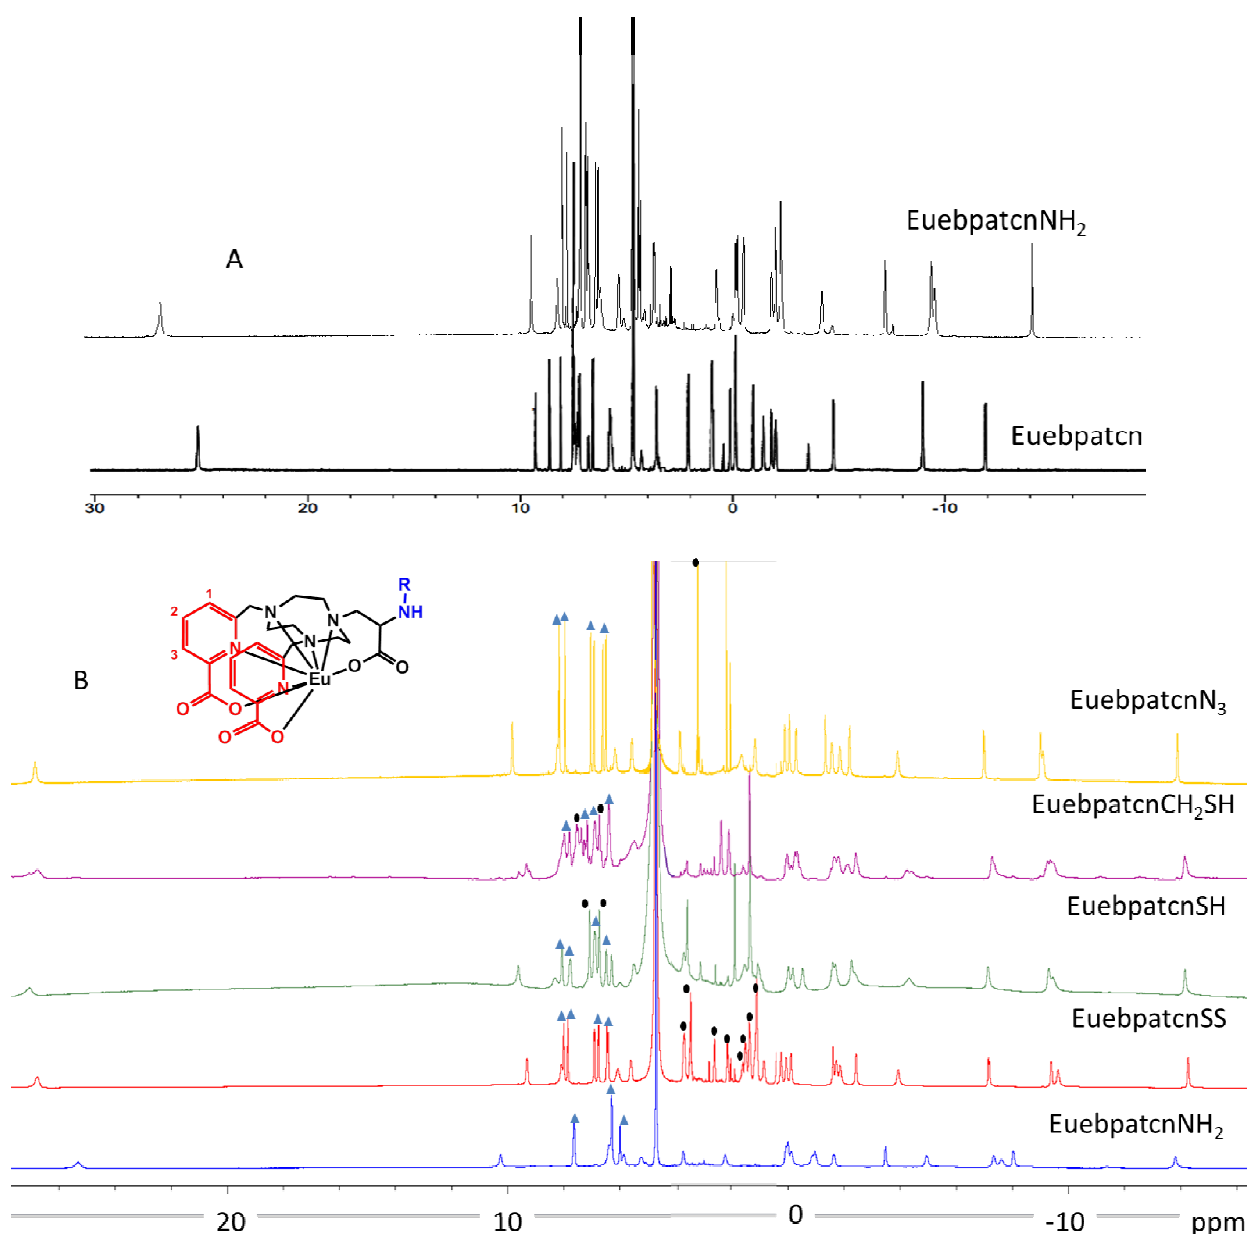 EuebpatcnNH2
A
Euebpatcn
30 20 10 0 -10
R
NH
1
2
3
N
N
N
N
N
O
O
Eu
O
O
O
O
B
EuebpatcnN3
EuebpatcnCH2SH
EuebpatcnSH
EuebpatcnSS
EuebpatcnNH2
20 10 0 -10 ppm